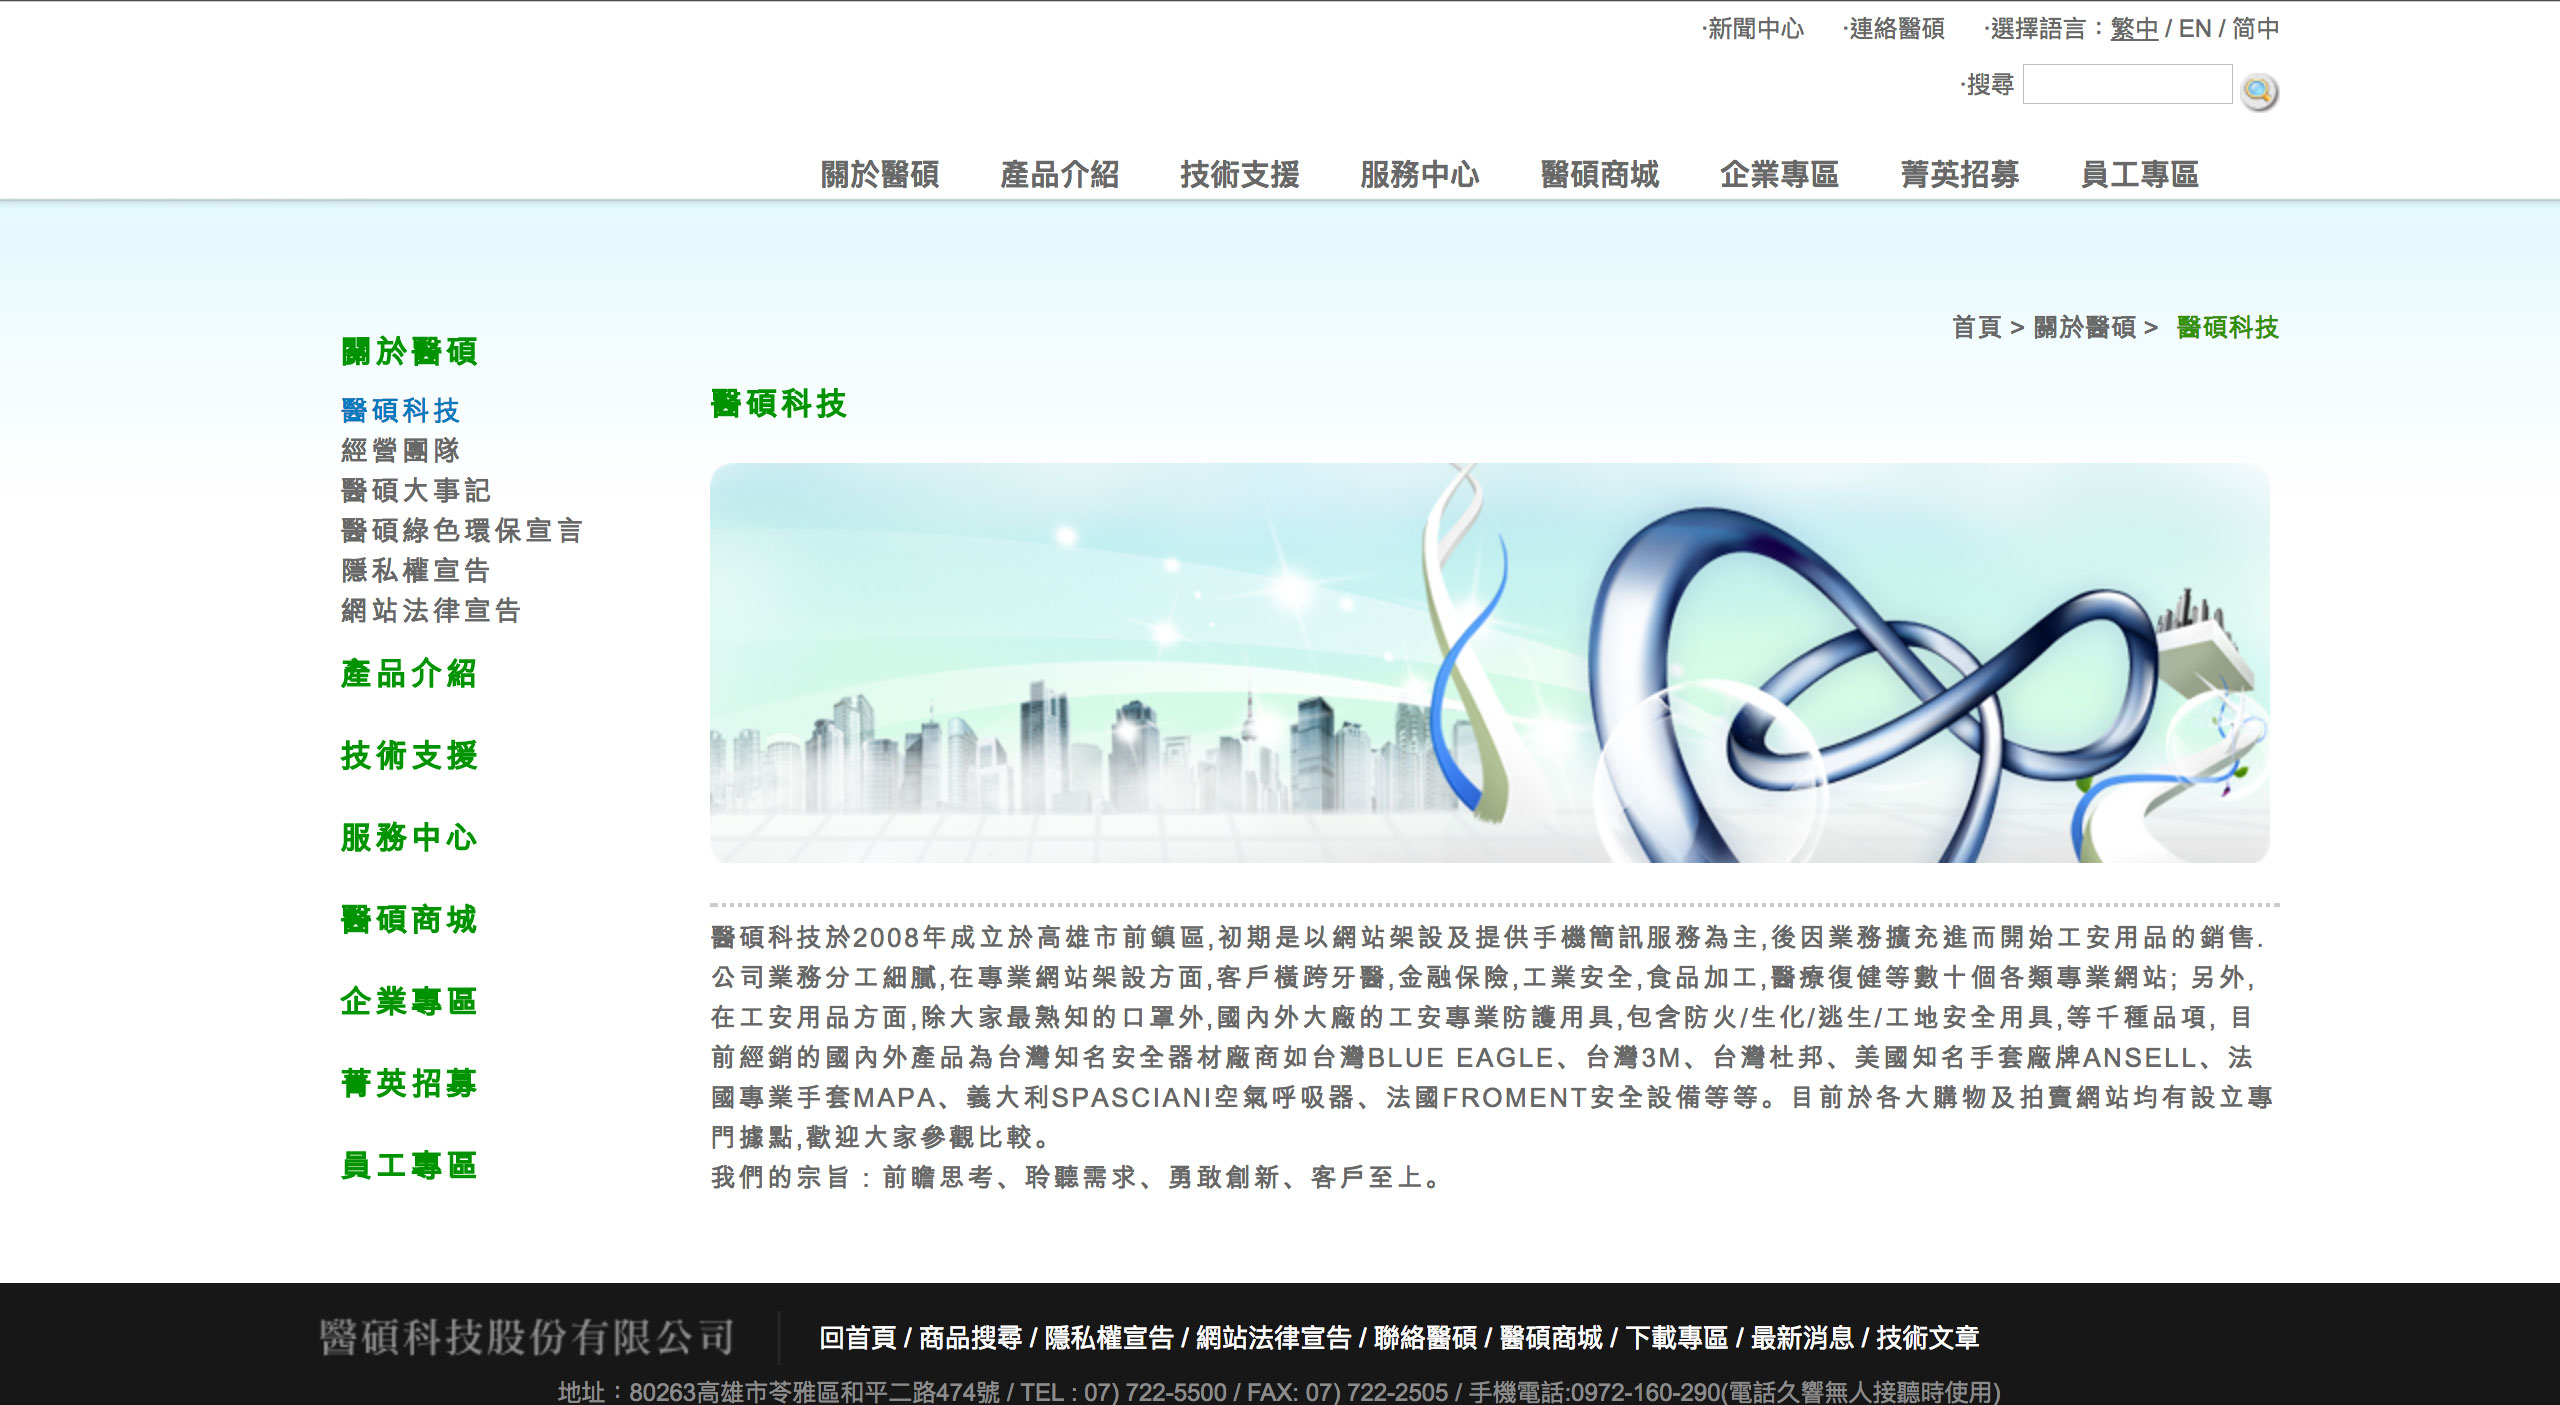 ·新聞中心 ·連絡醫碩 ·選擇語言：繁中 / EN / 简中
·搜尋
關於醫碩 產品介紹 技術支援 服務中心 醫碩商城 企業專區 菁英招募 員工專區
首頁 > 關於醫碩 > 醫碩科技
關於醫碩
醫碩科技
經營團隊
醫碩大事記
醫碩綠色環保宣言
隱私權宣告
網站法律宣告
產品介紹
技術支援
服務中心
醫碩商城
企業專區
菁英招募
員工專區
醫碩科技
醫碩科技於2008年成立於高雄市前鎮區,初期是以網站架設及提供手機簡訊服務為主,後因業務擴充進而開始工安用品的銷售.
公司業務分工細膩,在專業網站架設方面,客戶橫跨牙醫,金融保險,工業安全,食品加工,醫療復健等數十個各類專業網站; 另外,
在工安用品方面,除大家最熟知的口罩外,國內外大廠的工安專業防護用具,包含防火/生化/逃生/工地安全用具,等千種品項, 目
前經銷的國內外產品為台灣知名安全器材廠商如台灣BLUE EAGLE、台灣3M、台灣杜邦、美國知名手套廠牌ANSELL、法
國專業手套MAPA、義大利SPASCIANI空氣呼吸器、法國FROMENT安全設備等等。目前於各大購物及拍賣網站均有設立專
門據點,歡迎大家參觀比較。
我們的宗旨：前瞻思考、聆聽需求、勇敢創新、客戶至上。
醫碩科技股份有限公司
回首頁 / 商品搜尋 / 隱私權宣告 / 網站法律宣告 / 聯絡醫碩 / 醫碩商城 / 下載專區 / 最新消息 / 技術文章
地址：80263高雄市苓雅區和平二路474號 / TEL : 07) 722-5500 / FAX: 07) 722-2505 / 手機電話:0972-160-290(電話久響無人接聽時使用)